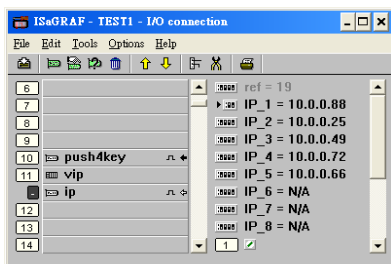 ISaGRAF - TEST1 - I/O connection
File Edit Tools Options Help
6
7
8
9
10 push4key
11 vip
ip
12
13
14
ref = 19
IP_1 = 10.0.0.88
IP_2 = 10.0.0.25
IP_3 = 10.0.0.49
IP_4 = 10.0.0.72
IP_5 = 10.0.0.66
IP_6 = N/A
IP_7 = N/A
IP_8 = N/A
1